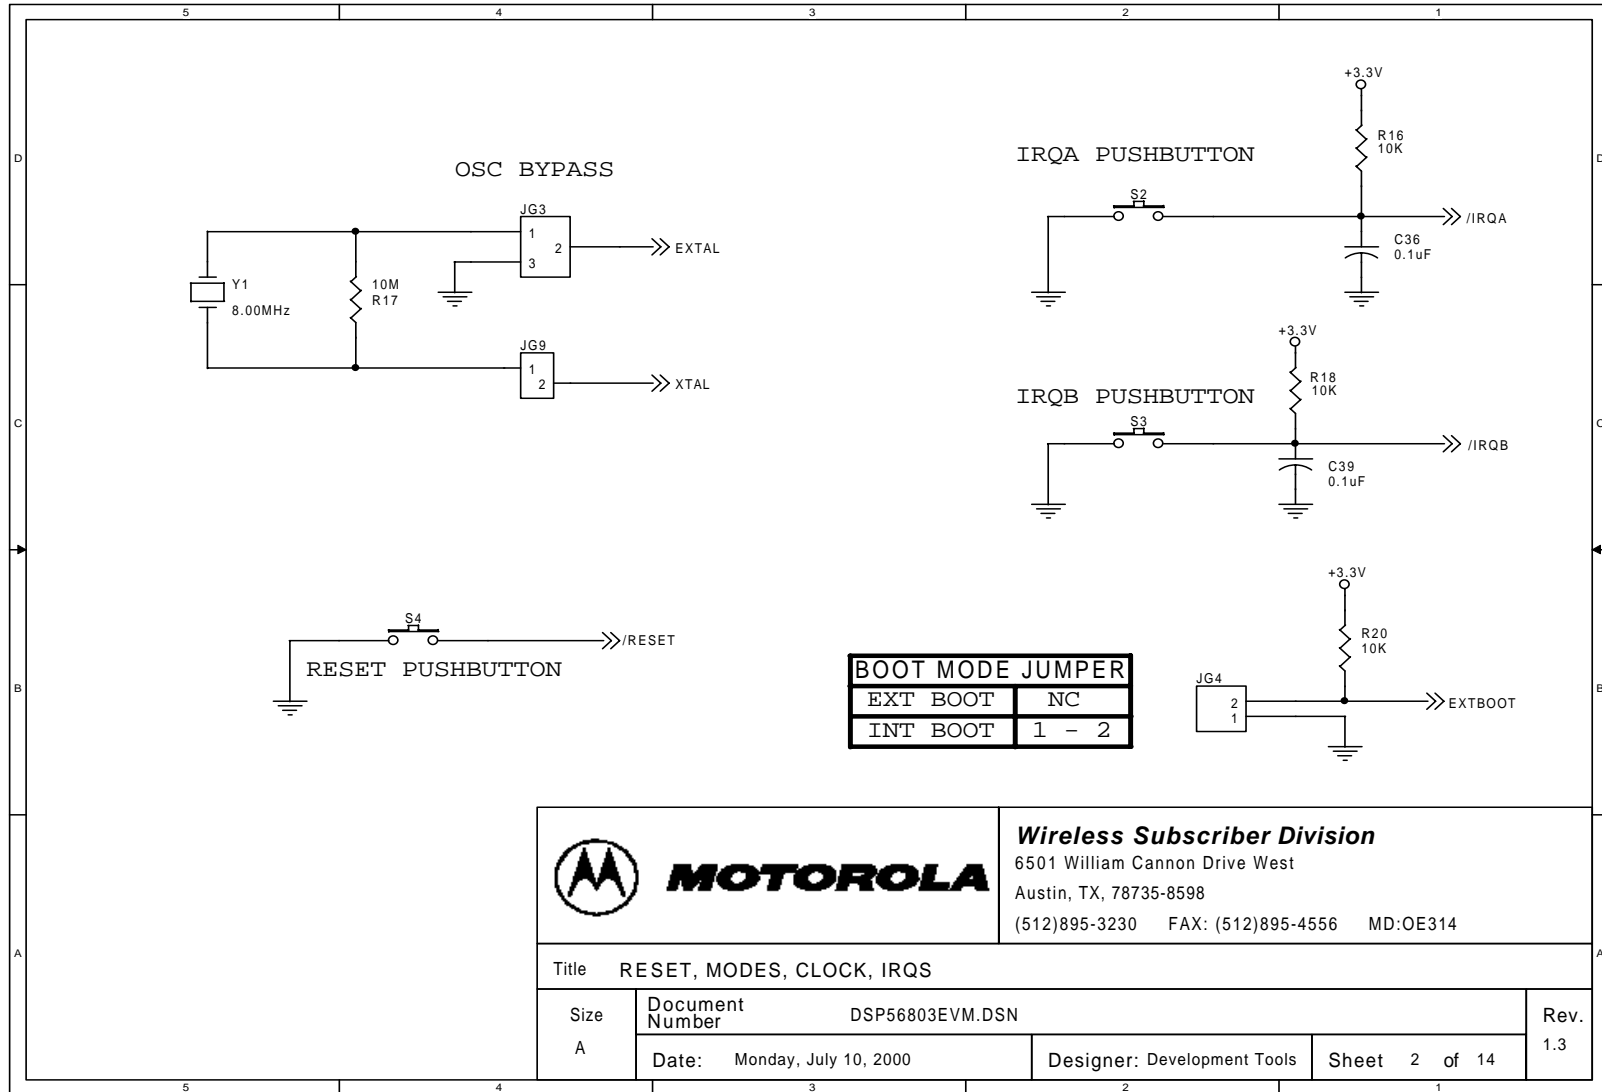 5 4 3 2 1
+3.3V
R16
10K
D D
IRQA PUSHBUTTON
OSC BYPASS
S2
JG3
1
2
3
EXTAL
/IRQA
C36
0.1uF
Y1
8.00MHz
10M
R17
+3.3V
JG9
1
2
XTAL
R18
10K
IRQB PUSHBUTTON
S3
C C
/IRQB
C39
0.1uF
+3.3V
S4
/RESET
RESET PUSHBUTTON
R20
10K
BOOT MODE JUMPER
EXT BOOT NC
INT BOOT 1 - 2
JG4
2
1
EXTBOOT
B B
MOTOROLA
Wireless Subscriber Division
6501 William Cannon Drive West
Austin, TX, 78735-8598
(512)895-3230 FAX: (512)895-4556 MD:OE314
A A
Title RESET, MODES, CLOCK, IRQS
Size
A
Document
Number
DSP56803EVM.DSN
Rev.
1.3
Date: Monday, July 10, 2000
Designer: Development Tools
Sheet 2 of 14
5 4 3 2 1